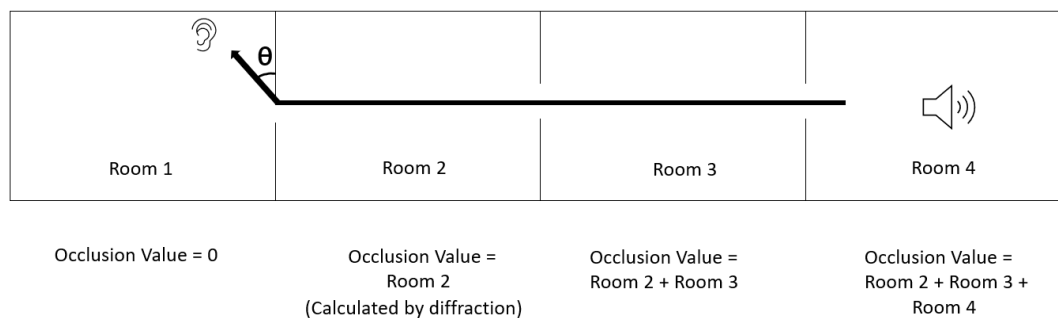 θ
Room 1
Room 2
Room 3
Room 4
Occlusion Value = 0
Occlusion Value =
Room 2
(Calculated by diffraction)
Occlusion Value =
Room 2 + Room 3
Occlusion Value =
Room 2 + Room 3 +
Room 4